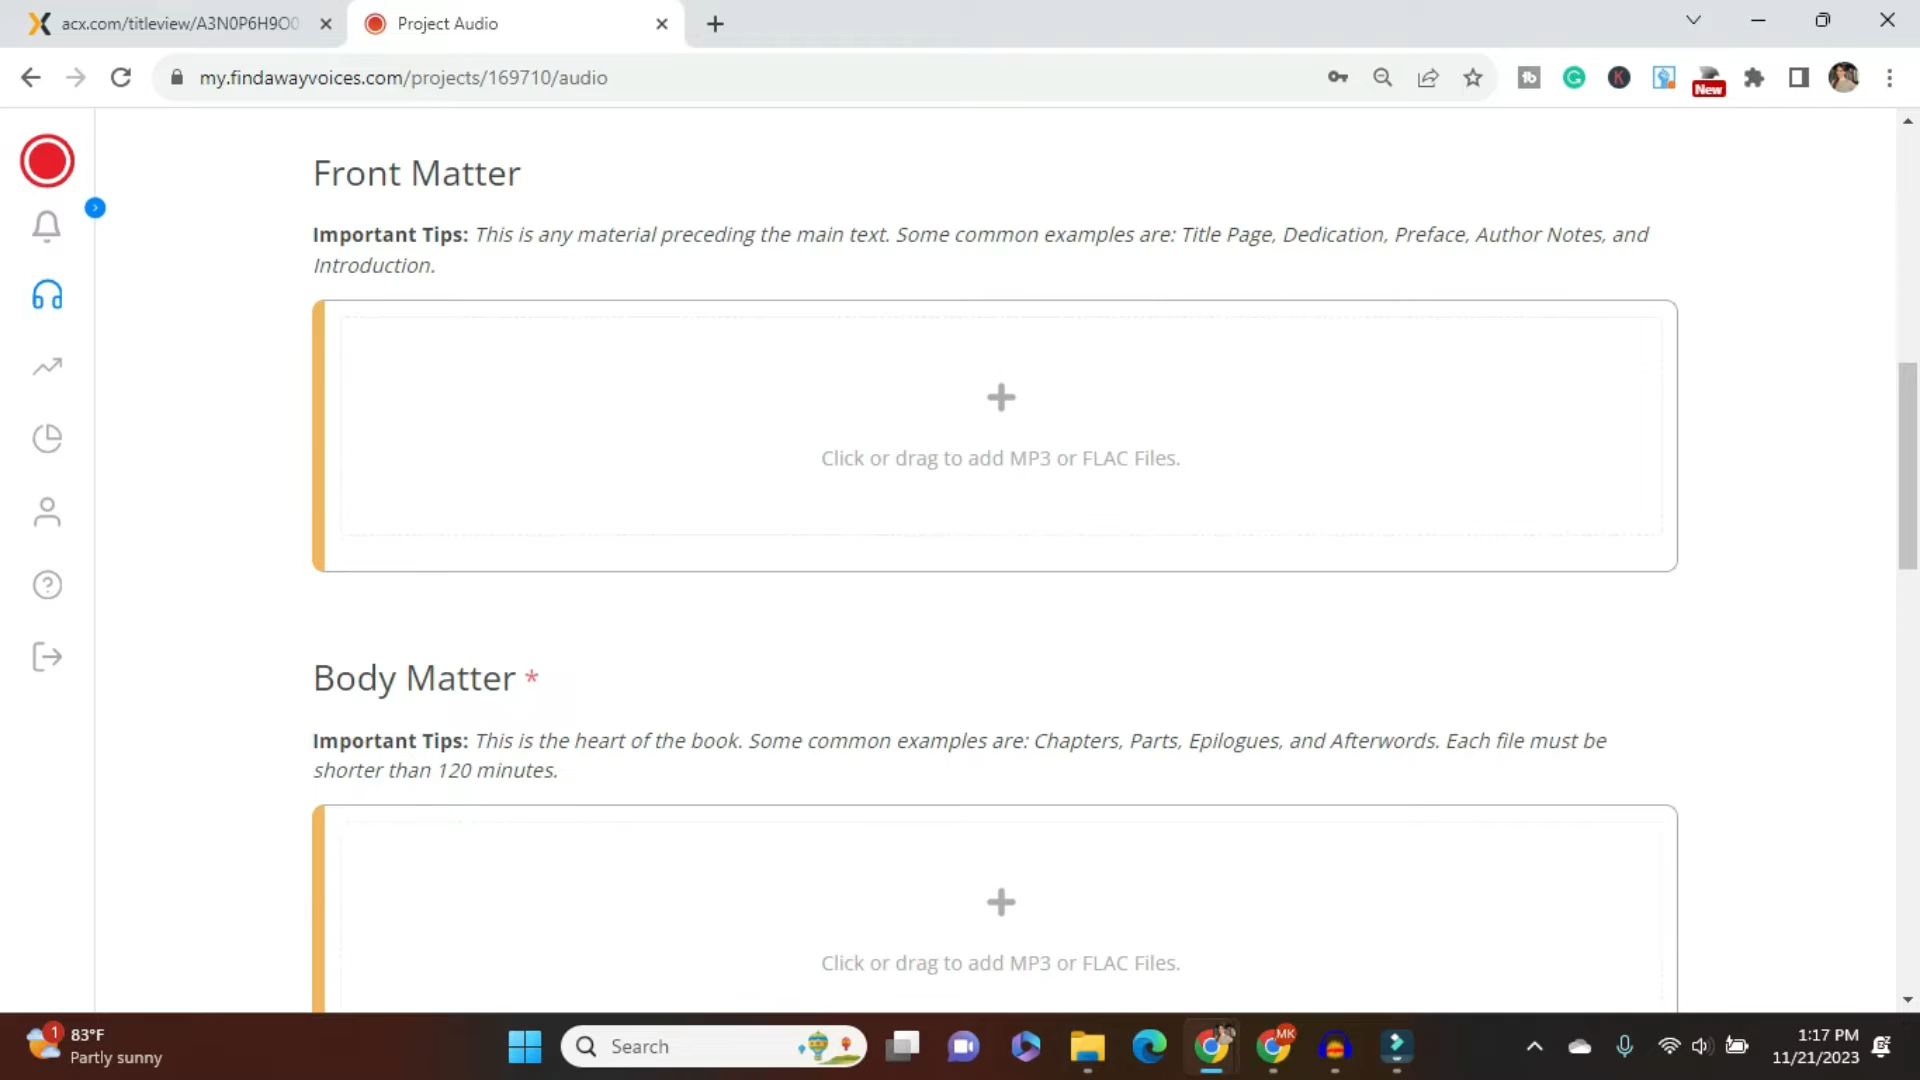 acx.com/titleview/A3N0P6H9O0
Project Audio
my.findawayvoices.com/projects/169710/audio
New
Front Matter
Important Tips: This is any material preceding the main text. Some common examples are: Title Page, Dedication, Preface, Author Notes, and
Introduction.
Click or drag to add MP3 or FLAC Files.
Body Matter *
Important Tips: This is the heart of the book. Some common examples are: Chapters, Parts, Epilogues, and Afterwords. Each file must be
shorter than 120 minutes.
Click or drag to add MP3 or FLAC Files.
1
83°F
Partly sunny
Search
MK
1:17 PM
11/21/2023